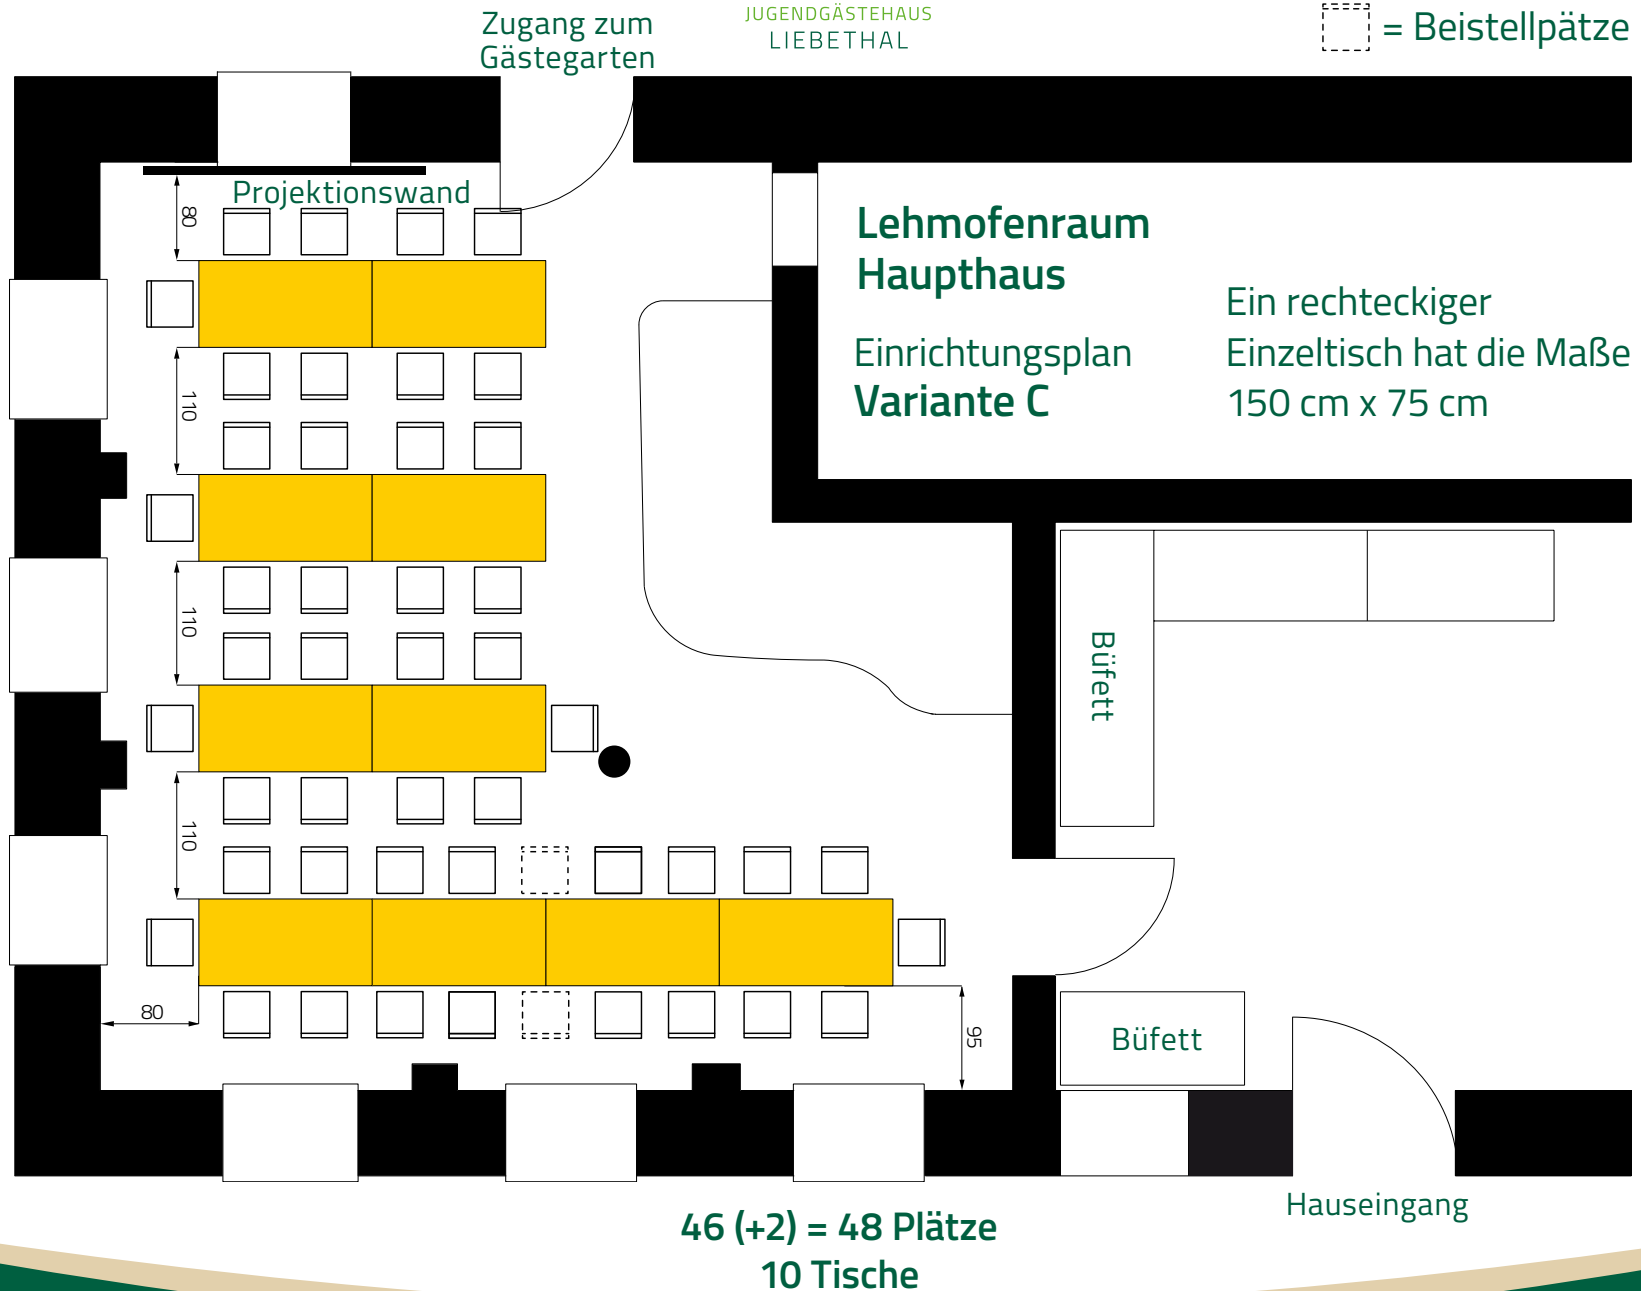 Zugang zum
Gästegarten
JUGENDGÄSTEHAUS
LIEBETHAL
= Beistellpätze
Projektionswand
80
Lehmofenraum
Haupthaus
Einrichtungsplan
Variante C
Ein rechteckiger
Einzeltisch hat die Maße
150 cm x 75 cm
110
110
110
Büfett
80
95
Büfett
Hauseingang
46 (+2) = 48 Plätze
10 Tische